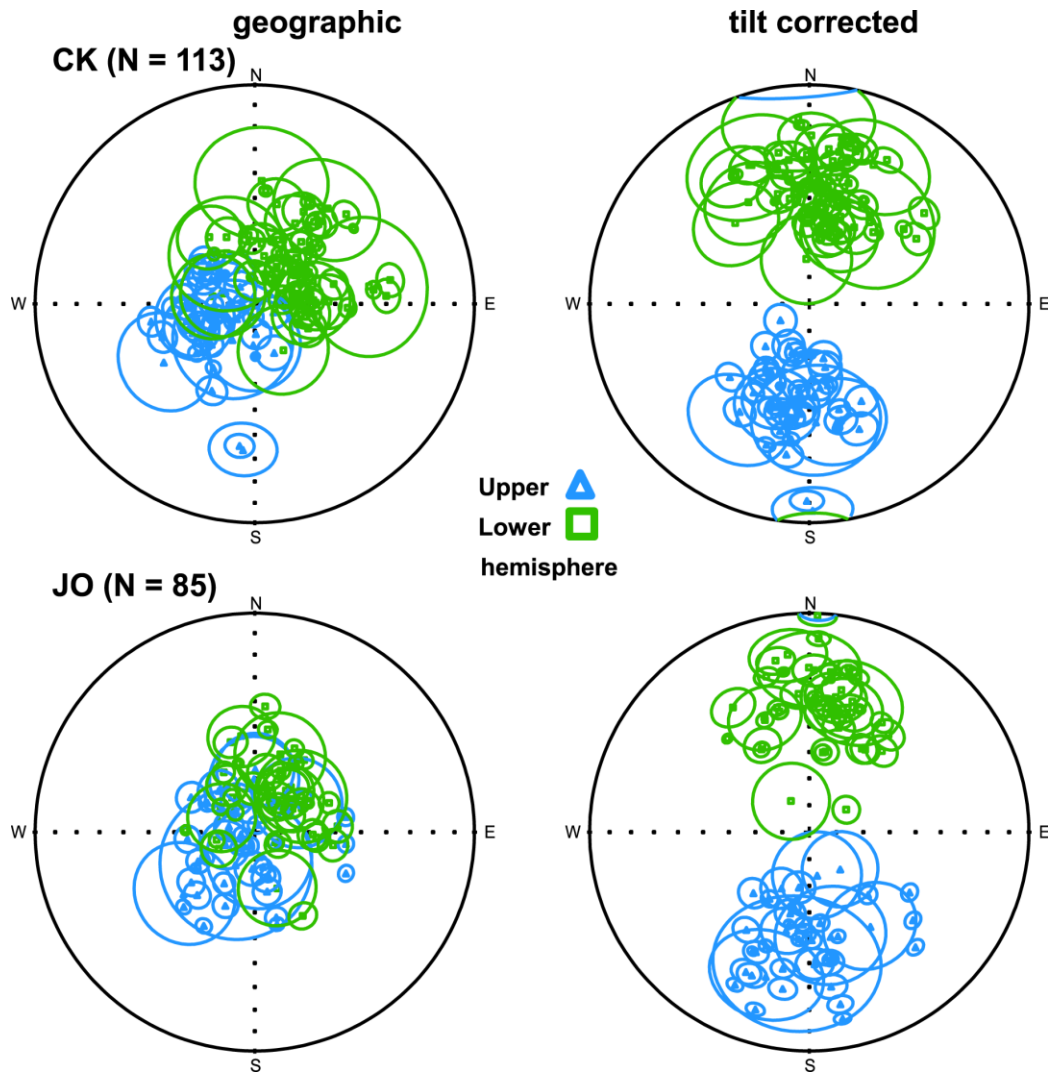 geographic
tilt corrected
CK (N = 113)
N
N
W
E
W
E
S
S
Upper
Lower
hemisphere
JO (N = 85)
N
N
W
E
W
E
S
S